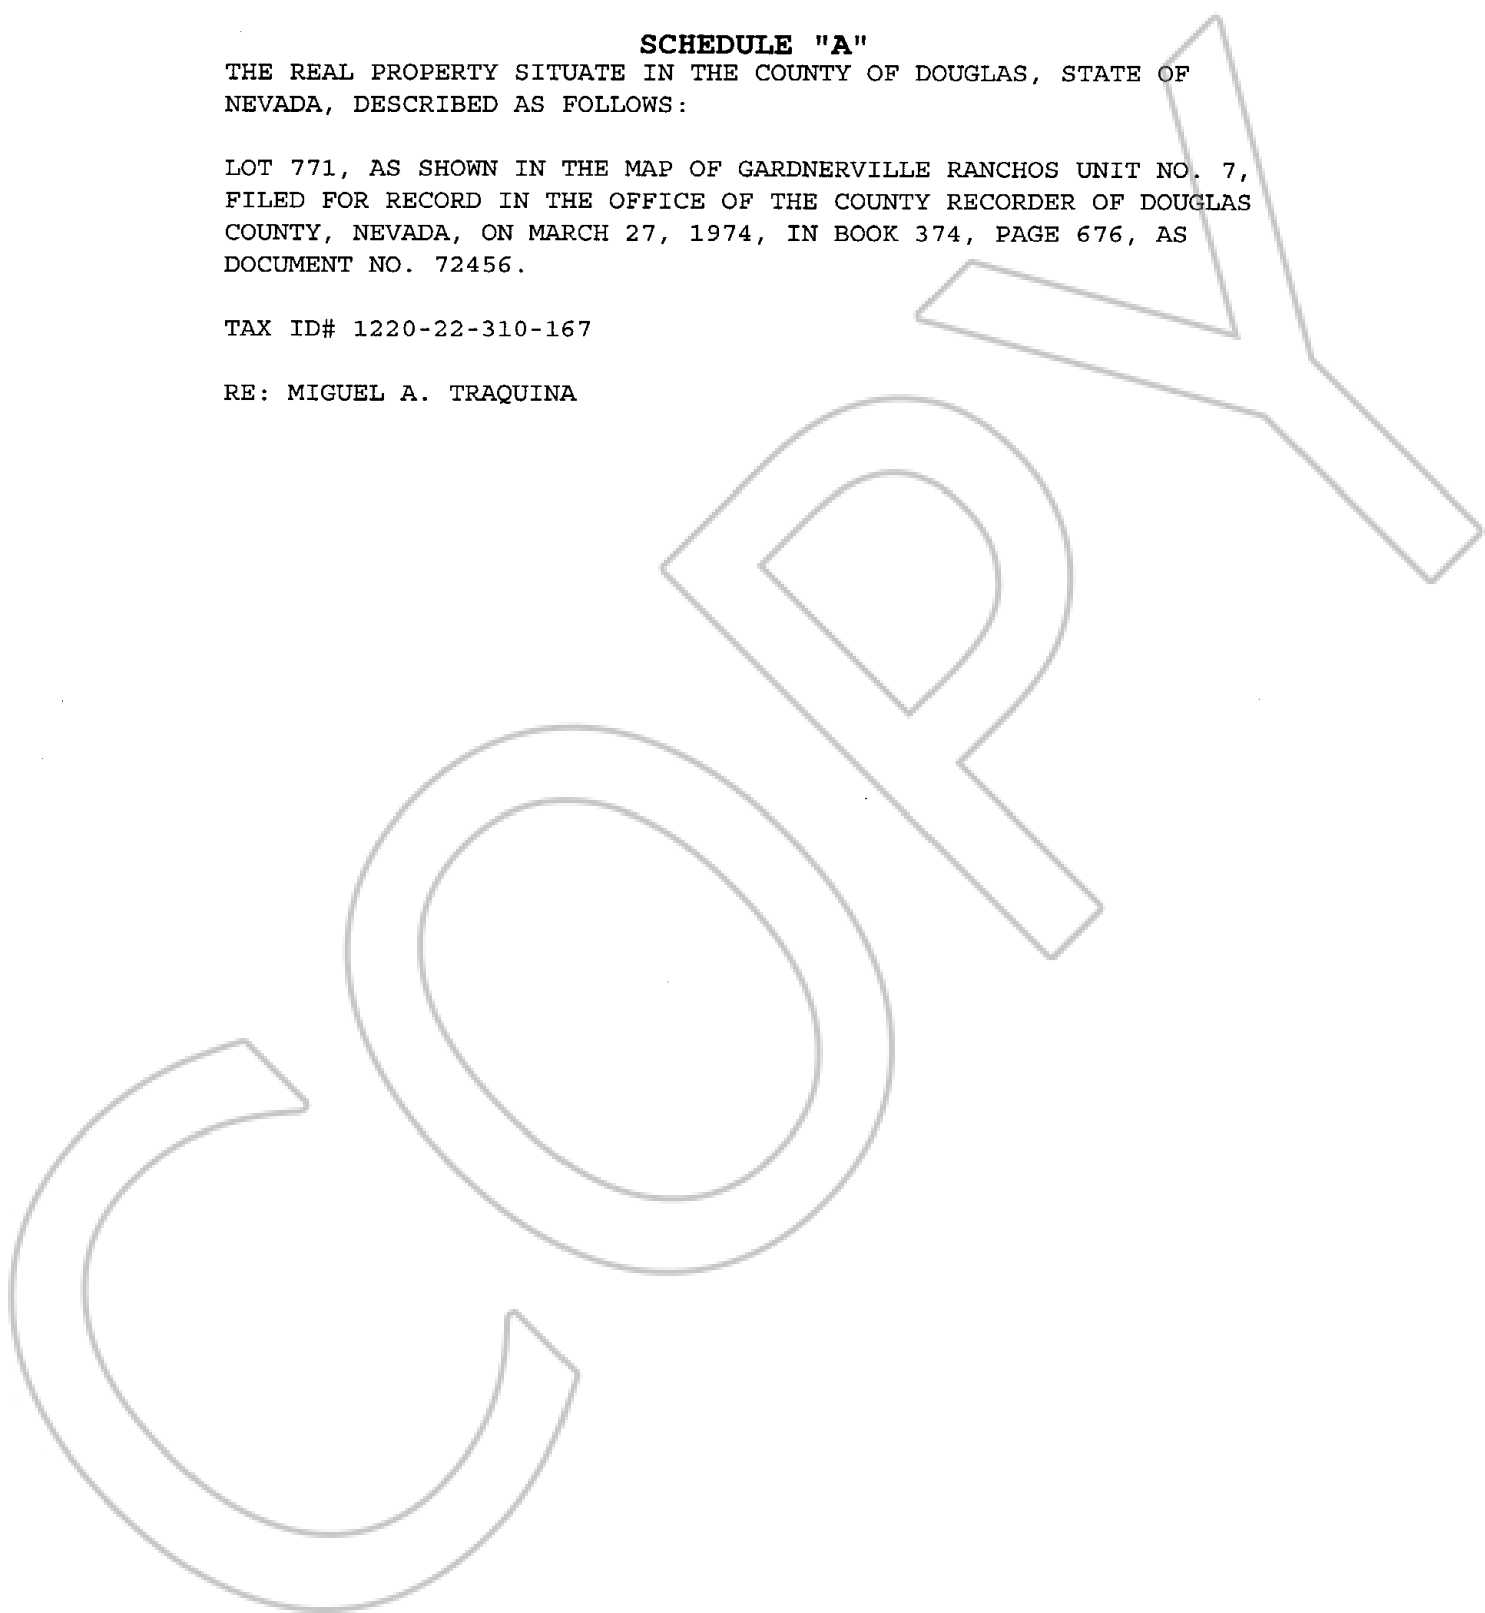 SCHEDULE "A"
THE REAL PROPERTY SITUATE IN THE COUNTY OF DOUGLAS, STATE OF
NEVADA, DESCRIBED AS FOLLOWS:
LOT 771, AS SHOWN IN THE MAP OF GARDNERVILLE RANCHOS UNIT NO. 7,
FILED FOR RECORD IN THE OFFICE OF THE COUNTY RECORDER OF DOUGLAS
COUNTY, NEVADA, ON MARCH 27, 1974, IN BOOK 374, PAGE 676, AS
DOCUMENT NO. 72456.
TAX ID# 1220-22-310-167
RE: MIGUEL A. TRAQUINA
COPY